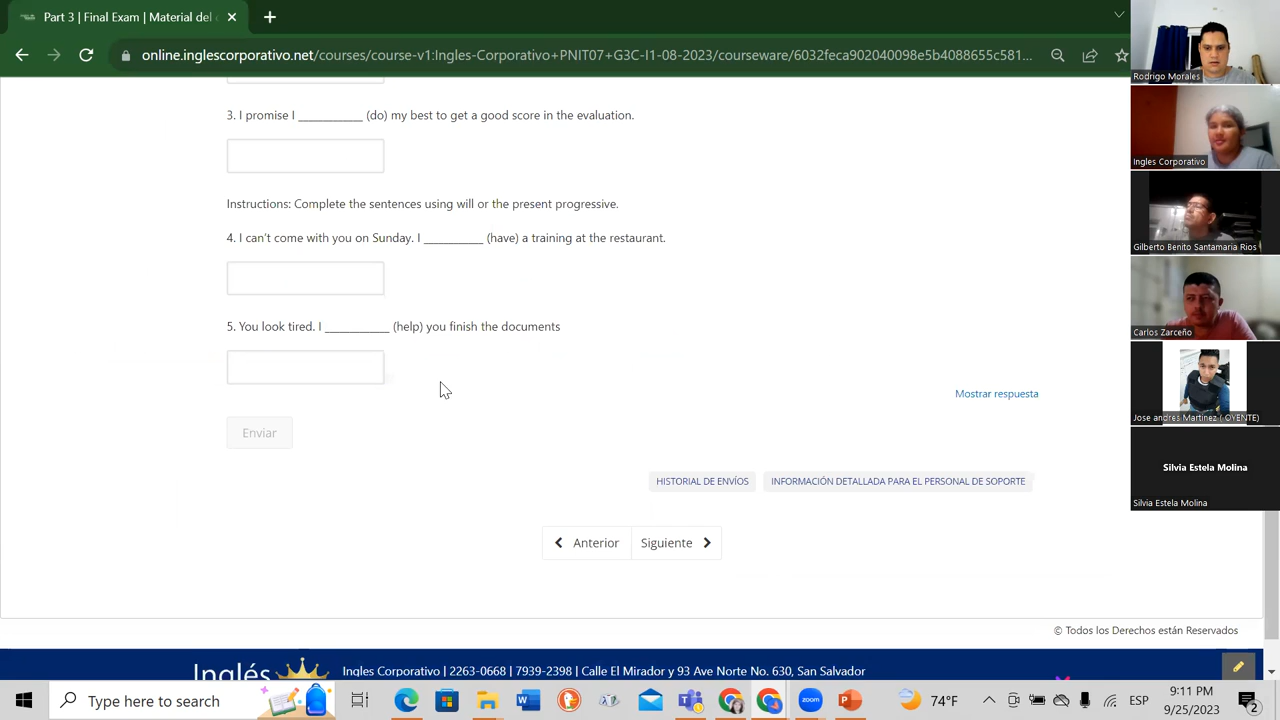 Part 3 | Final Exam | Material del
online.inglescorporativo.net/courses/course-v1:Ingles-Corporativo+PNIT07+G3C-I1-08-2023/courseware/6032feca902040098e5b4088655c581...
3. I promise I ___________ (do) my best to get a good score in the evaluation.
Instructions: Complete the sentences using will or the present progressive.
4. I can't come with you on Sunday. I __________ (have) a training at the restaurant.
5. You look tired. I ___________ (help) you finish the documents
Mostrar respuesta
Enviar
HISTORIAL DE ENVÍOS
INFORMACIÓN DETALLADA PARA EL PERSONAL DE SOPORTE
Anterior
Siguiente
© Todos los Derechos están Reservados
Inglés
Ingles Corporativo | 2263-0668 | 7939-2398 | Calle El Mirador y 93 Ave Norte No. 630, San Salvador
Rodrigo Morales
Ingles Corporativo
Gilberto Benito Santamaria Rios
Carlos Zarceño
Jose andres Martinez ( OYENTE)
Silvia Estela Molina
Silvia Estela Molina
Type here to search
zoom
74°F
ESP
9:11 PM
9/25/2023
2